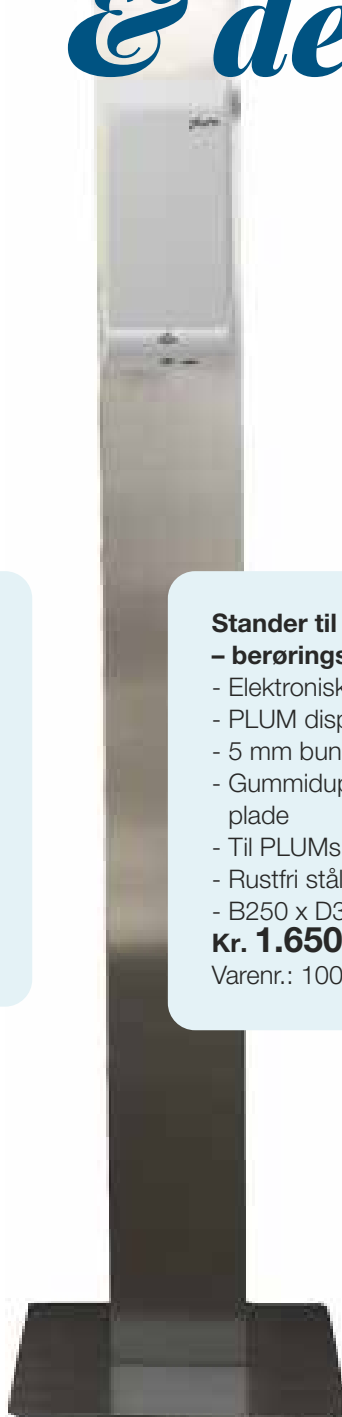 & de
plum
Stander til
– berørings
- Elektronisk
- PLUM disp
- 5 mm bun
- Gummidup
plade
- Til PLUMs
- Rustfri stål
- B250 x D3
Kr. 1.650
Varenr.: 100